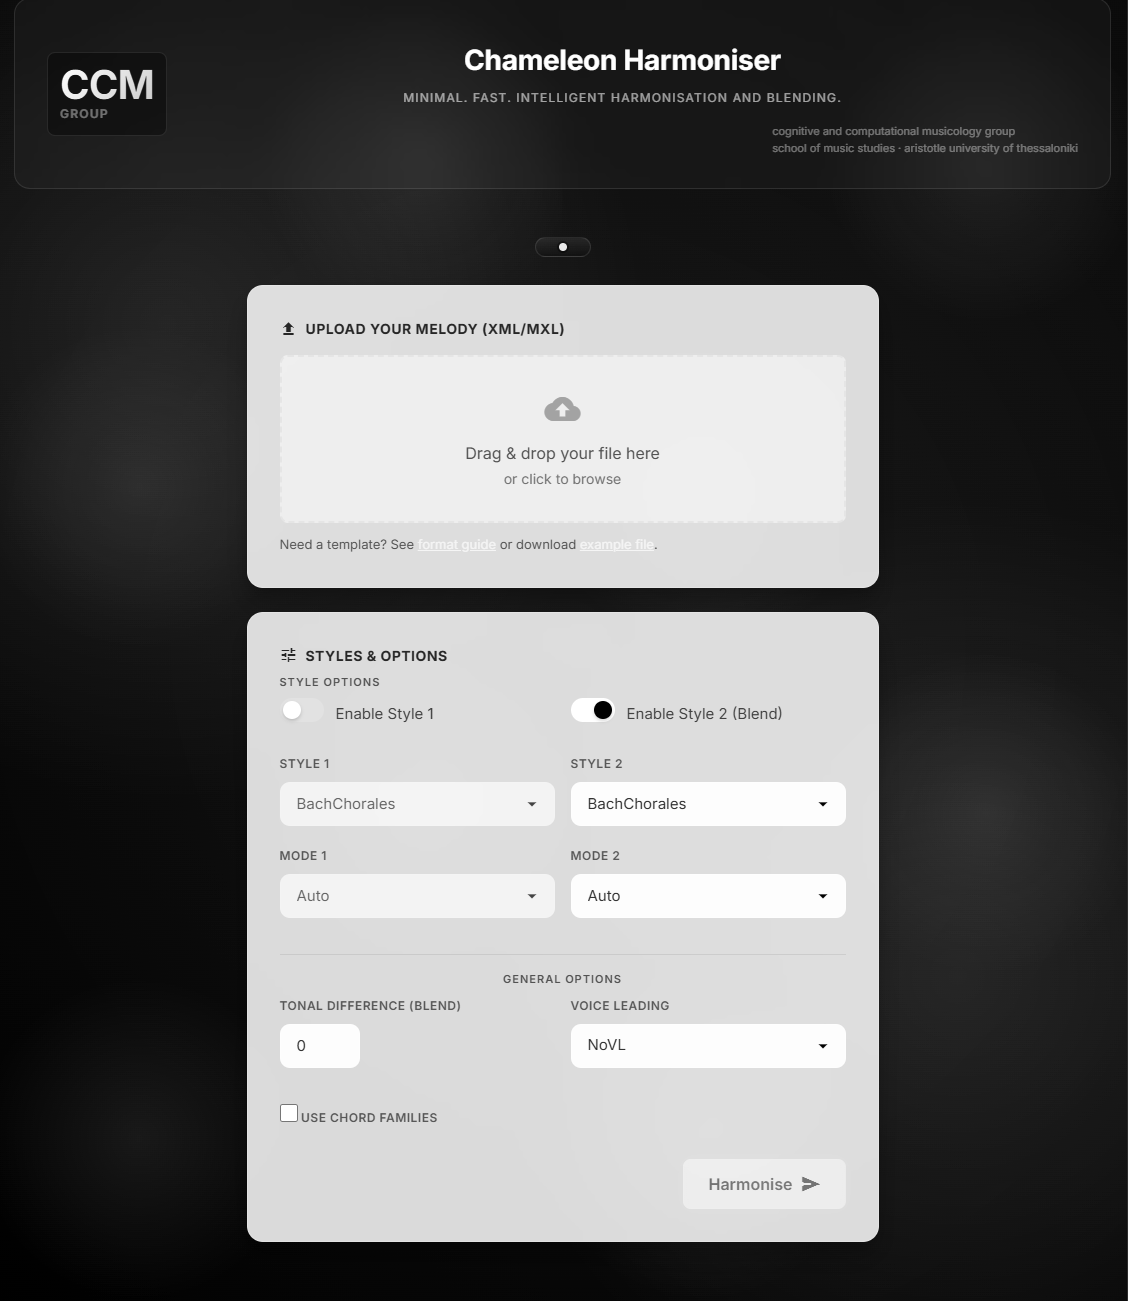 CCM
GROUP
Chameleon Harmoniser
MINIMAL. FAST. INTELLIGENT HARMONISATION AND BLENDING.
cognitive and computational musicology group
school of music studies · aristotle university of thessaloniki
UPLOAD YOUR MELODY (XML/MXL)
Drag & drop your file here
or click to browse
Need a template? See format guide or download example file.
STYLES & OPTIONS
STYLE OPTIONS
Enable Style 1 Enable Style 2 (Blend)
STYLE 1 STYLE 2
BachChorales BachChorales
MODE 1 MODE 2
Auto Auto
GENERAL OPTIONS
TONAL DIFFERENCE (BLEND) VOICE LEADING
0 NoVL
USE CHORD FAMILIES
Harmonise